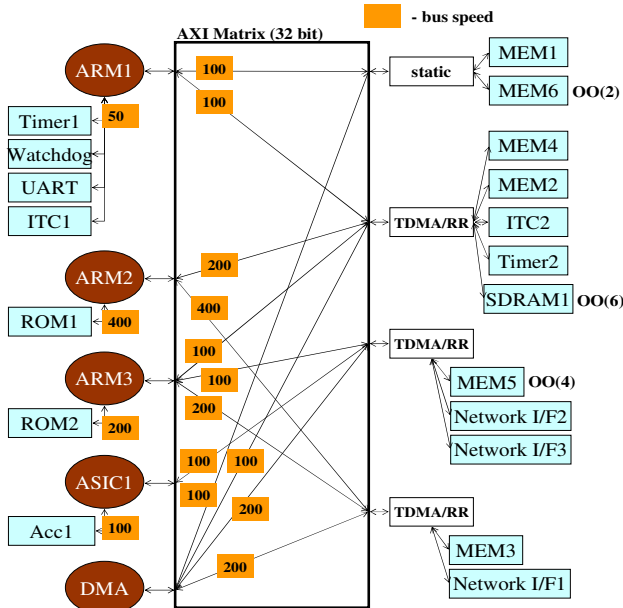 - bus speed
AXI Matrix (32 bit)
ARM1
100
static
MEM1
100
MEM6 OO(2)
50
Timer1
Watchdog
MEM4
UART
MEM2
ITC1
TDMA/RR
ITC2
200
Timer2
ARM2
400
SDRAM1 OO(6)
ROM1
400
100
TDMA/RR
ARM3
100
MEM5 OO(4)
200
ROM2
200
Network I/F2
Network I/F3
100
100
ASIC1
100
200
TDMA/RR
Acc1
100
MEM3
200
Network I/F1
DMA